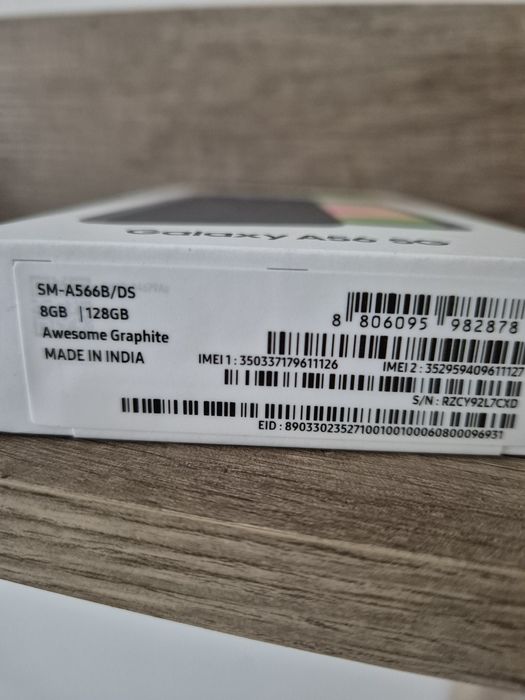 Galaxy A56 5G
SM-A566B/DS
8GB | 128GB
Awesome Graphite
MADE IN INDIA
8 806095 982878
IMEI 1 : 350337179611126
IMEI 2 : 352959409611127
S/N : RZCY92L7CXD
EID : 89033023527100100100060800096931